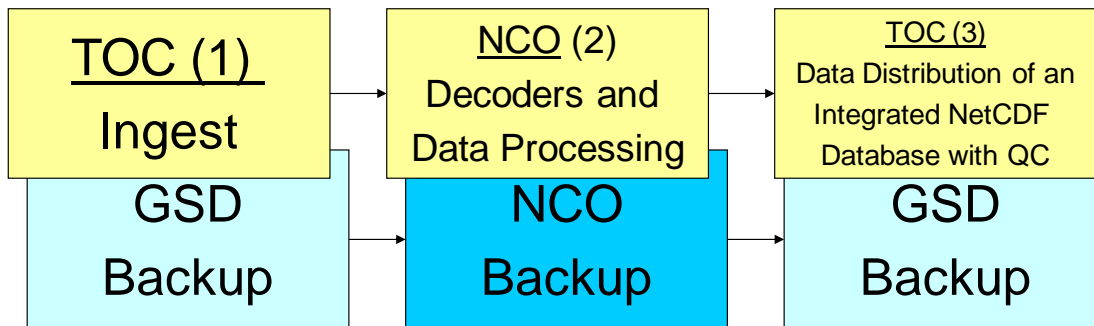 TOC (1)
Ingest
GSD
Backup
NCO (2)
Decoders and
Data Processing
NCO
Backup
TOC (3)
Data Distribution of an
Integrated NetCDF
Database with QC
GSD
Backup